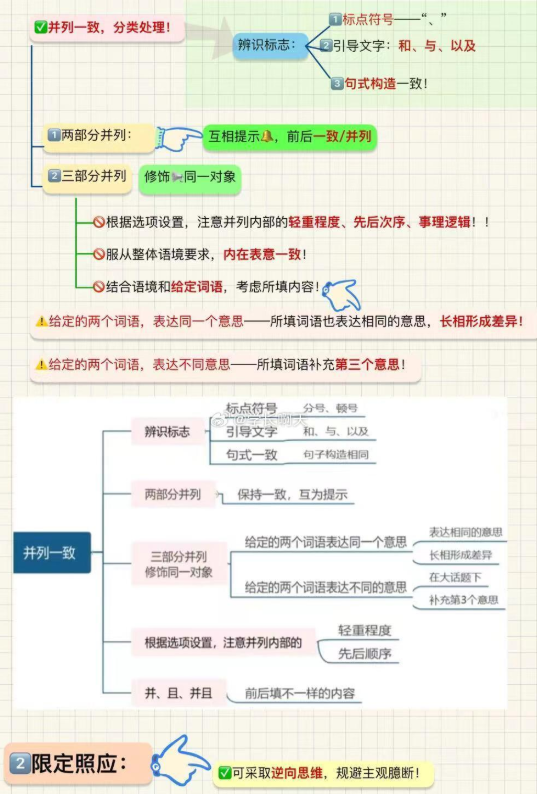 ✅并列一致，分类处理！
辨识标志：
1️⃣标点符号——“、”
2️⃣引导文字：和、与、以及
3️⃣句式构造一致！
1️⃣两部分并列：
互相提示🔔，前后一致/并列
2️⃣三部分并列
修饰同一对象
🚫根据选项设置，注意并列内部的轻重程度、先后次序、事理逻辑！！
🚫服从整体语境要求，内在表意一致！
🚫结合语境和给定词语，考虑所填内容！
⚠️给定的两个词语，表达同一个意思——所填词语也表达相同的意思，长相形成差异！
⚠️给定的两个词语，表达不同意思——所填词语补充第三个意思！
并列一致
辨识标志
标点符号 分号、顿号
引导文字 和、与、以及
句式一致 句子构造相同
@学长聊天
两部分并列 保持一致，互为提示
三部分并列
修饰同一对象
给定的两个词语表达同一个意思
表达相同的意思
长相形成差异
给定的两个词语表达不同的意思
在大话题下
补充第3个意思
根据选项设置，注意并列内部的
轻重程度
先后顺序
并、且、并且 前后填不一样的内容
2️⃣限定照应：
✅可采取逆向思维，规避主观臆断！